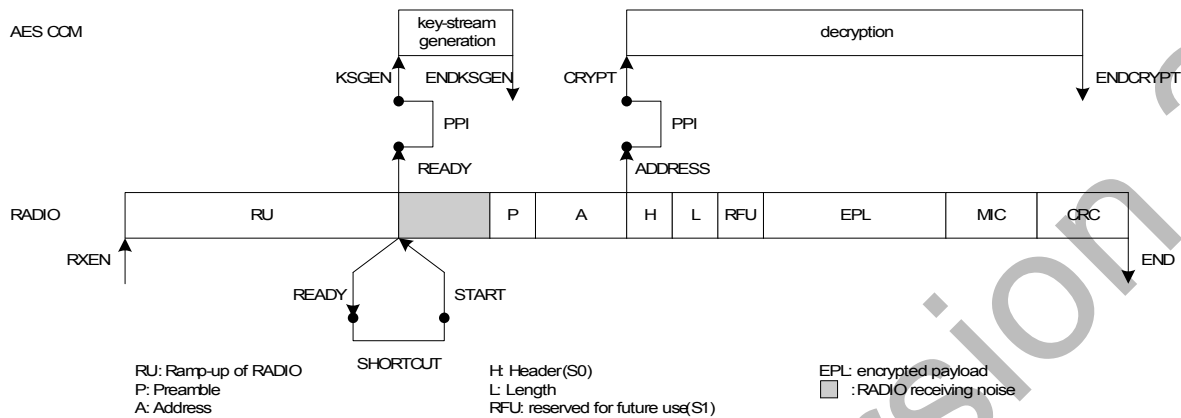 AES CCM
key-stream
generation
decryption
KSGEN
ENDKSGEN
CRYPT
ENDCRYPT
PPI
PPI
READY
ADDRESS
RADIO
RU
P
A
H
L
RFU
EPL
MIC
CRC
RXEN
END
READY
START
SHORTCUT
RU: Ramp-up of RADIO
P: Preamble
A: Address
H: Header(S0)
L: Length
RFU: reserved for future use(S1)
EPL: encrypted payload
:RADIO receiving noise